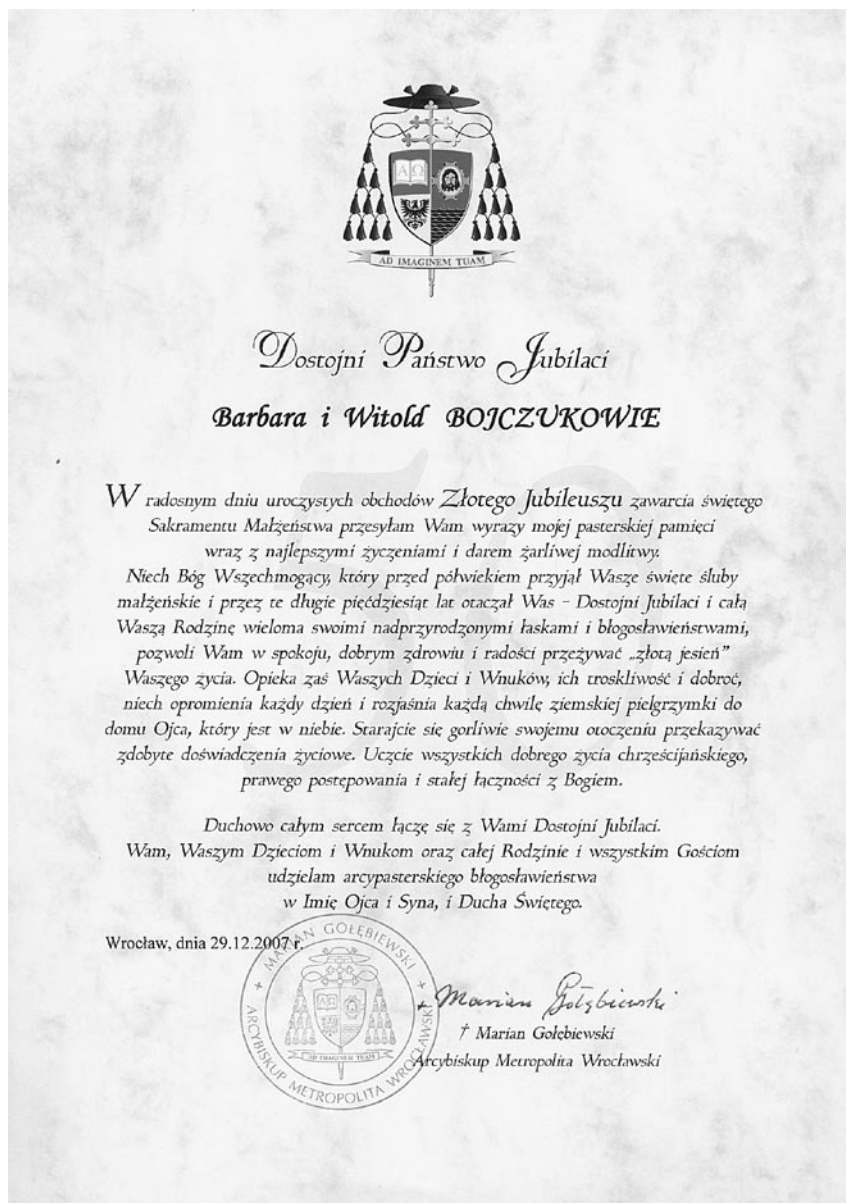 ΑΩ
AD IMAGINEM TUAM
Dostojni Państwo Jubilaci
Barbara i Witold BOJCZUKOWIE
50
W radosnym dniu uroczystych obchodów Złotego Jubileuszu zawarcia świętego
Sakramentu Małżeństwa przesyłam Wam wyrazy mojej pasterskiej pamięci
wraz z najlepszymi życzeniami i darem żarliwej modlitwy.
Niech Bóg Wszechmogący, który przed półwiekiem przyjął Wasze święte śluby
małżeńskie i przez te długie pięćdziesiąt lat otaczał Was – Dostojni Jubilaci i całą
Waszą Rodzinę wieloma swoimi nadprzyrodzonymi łaskami i błogosławieństwami,
pozwoli Wam w spokoju, dobrym zdrowiu i radości przeżywać „złotą jesień”
Waszego życia. Opieka zaś Waszych Dzieci i Wnuków, ich troskliwość i dobroć,
niech opromienia każdy dzień i rozjaśnia każdą chwilę ziemskiej pielgrzymki do
domu Ojca, który jest w niebie. Starajcie się gorliwie swojemu otoczeniu przekazywać
zdobyte doświadczenia życiowe. Uczcie wszystkich dobrego życia chrześcijańskiego,
prawego postępowania i stałej łączności z Bogiem.
Duchowo całym sercem łączę się z Wami Dostojni Jubilaci.
Wam, Waszym Dzieciom i Wnukom oraz całej Rodzinie i wszystkim Gościom
udzielam arcypasterskiego błogosławieństwa
w Imię Ojca i Syna, i Ducha Świętego.
Wrocław, dnia 29.12.2007 r.
+ MARIAN GOŁĘBIEWSKI +
ARCYBISKUP METROPOLITA WROCŁAWSKI
AD IMAGINEM TUAM
+ Marian Gołębiewski
† Marian Gołębiewski
Arcybiskup Metropolita Wrocławski